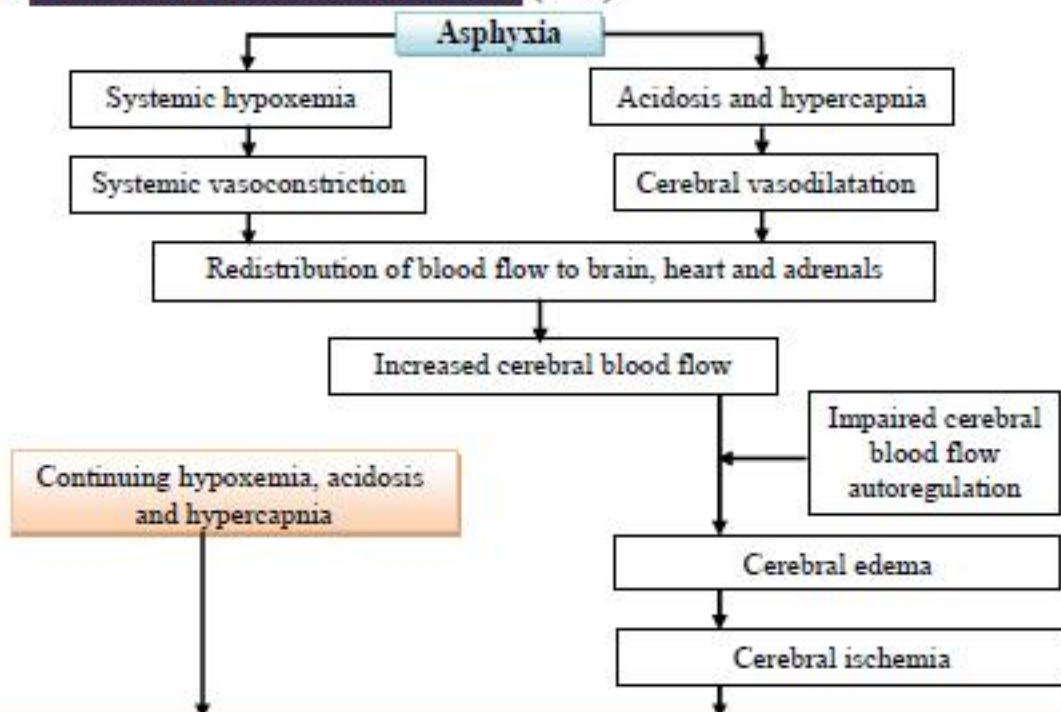 Asphyxia
Systemic hypoxemia
Acidosis and hypercapnia
Systemic vasoconstriction
Cerebral vasodilatation
Redistribution of blood flow to brain, heart and adrenals
Increased cerebral blood flow
Impaired cerebral
blood flow
autoregulation
Continuing hypoxemia, acidosis
and hypercapnia
Cerebral edema
Cerebral ischemia